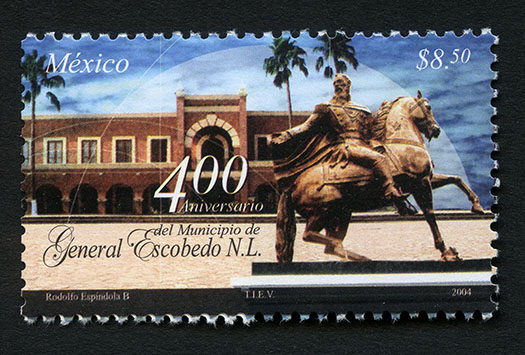 México
$8.50
400
Aniversario
del Municipio de
General Escobedo N.L.
Rodolfo Espíndola B T.I.E.V. 2004